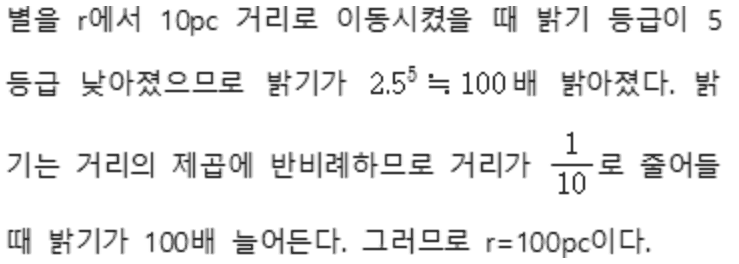 별을 r에서 10pc 거리로 이동시켰을 때 밝기 등급이 5
등급 낮아졌으므로 밝기가 2.5⁵ ≒ 100배 밝아졌다. 밝
기는 거리의 제곱에 반비례하므로 거리가 1/10로 줄어들
때 밝기가 100배 늘어든다. 그러므로 r=100pc이다.